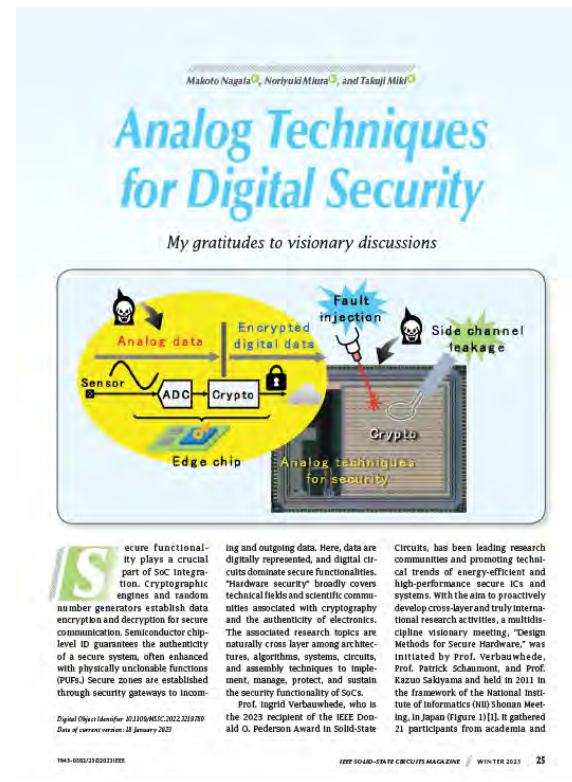 Makoto Nagata, Noriyuki Miura, and Takuji Miki
Analog Techniques
for Digital Security
My gratitudes to visionary discussions
Fault
injection
Encrypted
digital data
Analog data
Side channel
leakage
Sensor
ADC
Crypto
Crypto
Edge chip
Analog techniques
for security
Secure functional-
ity plays a crucial
part of SoC integra-
tion. Cryptographic
engines and random
number generators establish data
encryption and decryption for secure
communication. Semiconductor chip-
level ID guarantees the authenticity
of a secure system, often enhanced
with physically unclonable functions
(PUFs.) Secure zones are established
through security gateways to incom-
Digital Object Identifier 10.1109/MSSC.2022.3219780
Date of current version: 18 January 2023
ing and outgoing data. Here, data are
digitally represented, and digital cir-
cuits dominate secure functionalities.
"Hardware security" broadly covers
technical fields and scientific commu-
nities associated with cryptography
and the authenticity of electronics.
The associated research topics are
naturally cross layer among architec-
tures, algorithms, systems, circuits,
and assembly techniques to imple-
ment, manage, protect, and sustain
the security functionality of SoCs.
Prof. Ingrid Verbauwhede, who is
the 2023 recipient of the IEEE Don-
ald O. Pederson Award in Solid-State
Circuits, has been leading research
communities and promoting techni-
cal trends of energy-efficient and
high-performance secure ICs and
systems. With the aim to proactively
develop cross-layer and truly interna-
tional research activities, a multidis-
cipline visionary meeting, "Design
Methods for Secure Hardware," was
initiated by Prof. Verbauwhede,
Prof. Patrick Schaumont, and Prof.
Kazuo Sakiyama and held in 2011 in
the framework of the National Insti-
tute of Informatics (NII) Shonan Meet-
ing, in Japan (Figure 1) [1]. It gathered
21 participants from academia and
1943-0582/23©2023IEEE
IEEE SOLID-STATE CIRCUITS MAGAZINE
WINTER 2023
25